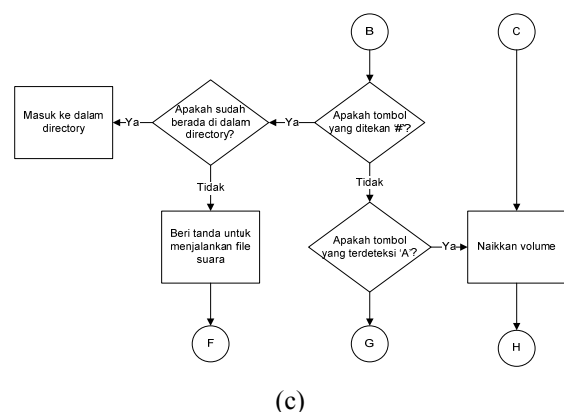 B
C
Masuk ke dalam
directory
Ya
Apakah sudah
berada di dalam
directory?
Ya
Apakah tombol
yang ditekan ‘#’?
Tidak
Tidak
Beri tanda untuk
menjalankan file
suara
Apakah tombol
yang terdeteksi ‘A’?
Ya
Naikkan volume
F
G
H
(c)